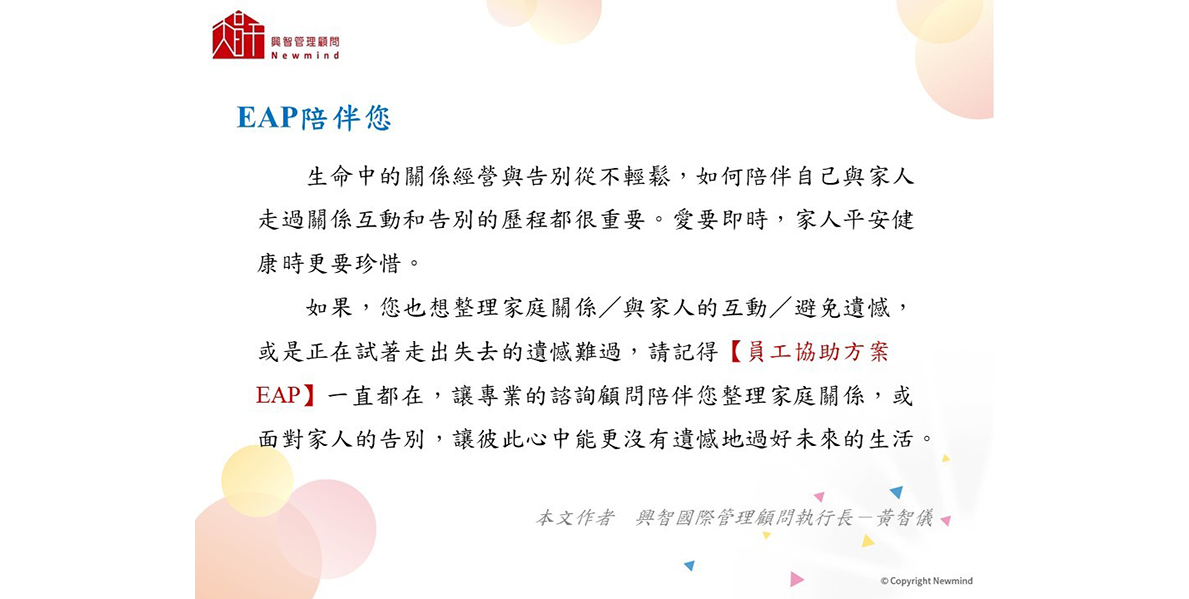 興智管理顧問
Newmind
EAP陪伴您
生命中的關係經營與告別從不輕鬆，如何陪伴自己與家人
走過關係互動和告別的歷程都很重要。愛要即時，家人平安健
康時更要珍惜。
如果，您也想整理家庭關係／與家人的互動／避免遺憾，
或是正在試著走出失去的遺憾難過，請記得【員工協助方案
EAP】一直都在，讓專業的諮詢顧問陪伴您整理家庭關係，或
面對家人的告別，讓彼此心中能更沒有遺憾地過好未來的生活。
本文作者　興智國際管理顧問執行長－黃智儀
© Copyright Newmind